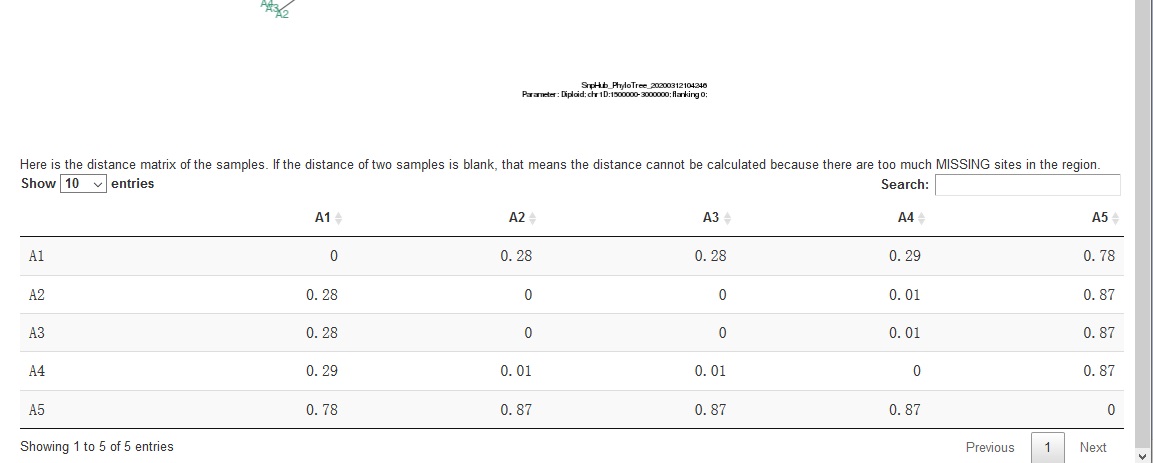 A4
A3
A2
SnpHub_PhyloTree_20200312104246
Parameter: Diploid; chr1D:1500000-3000000; flanking 0;
Here is the distance matrix of the samples. If the distance of two samples is blank, that means the distance cannot be calculated because there are too much MISSING sites in the region.
Show 10 entries Search:
A1 A2 A3 A4 A5
A1 0 0.28 0.28 0.29 0.78
A2 0.28 0 0 0.01 0.87
A3 0.28 0 0 0.01 0.87
A4 0.29 0.01 0.01 0 0.87
A5 0.78 0.87 0.87 0.87 0
Showing 1 to 5 of 5 entries Previous 1 Next